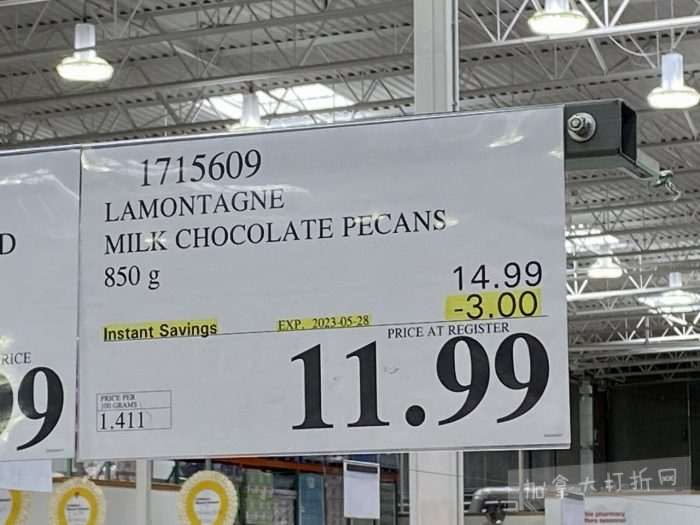 1715609
LAMONTAGNE
MILK CHOCOLATE PECANS
850 g
14.99
-3.00
Instant Savings EXP. 2023-05-28
PRICE AT REGISTER
11.99
PRICE PER
100 GRAMS
1.411
D
RICE
9
加拿大打折网